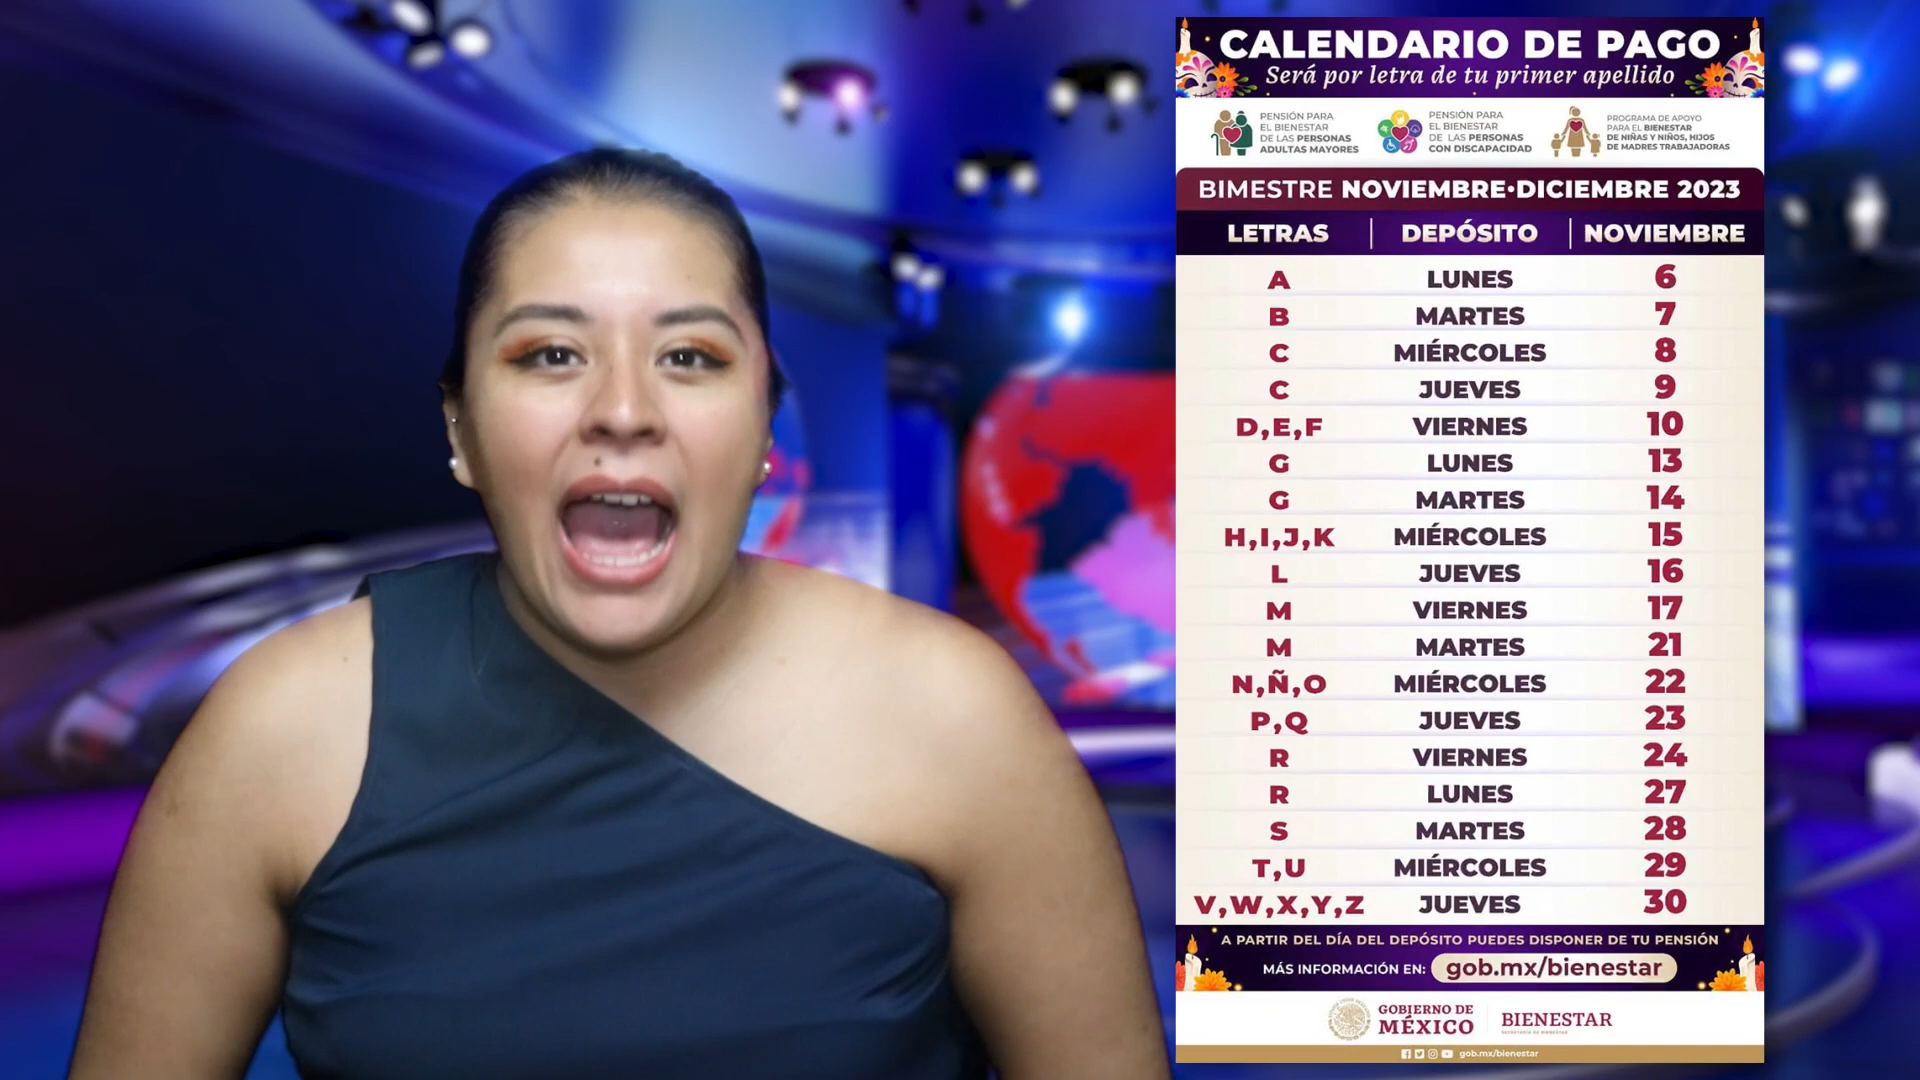 CALENDARIO DE PAGO
Será por letra de tu primer apellido
PENSIÓN PARA
EL BIENESTAR
DE LAS PERSONAS
ADULTAS MAYORES
PENSIÓN PARA
EL BIENESTAR
DE LAS PERSONAS
CON DISCAPACIDAD
PROGRAMA DE APOYO
PARA EL BIENESTAR
DE NIÑAS Y NIÑOS, HIJOS
DE MADRES TRABAJADORAS
BIMESTRE NOVIEMBRE•DICIEMBRE 2023
LETRAS | DEPÓSITO | NOVIEMBRE
A LUNES 6
B MARTES 7
C MIÉRCOLES 8
C JUEVES 9
D,E,F VIERNES 10
G LUNES 13
G MARTES 14
H,I,J,K MIÉRCOLES 15
L JUEVES 16
M VIERNES 17
M MARTES 21
N,Ñ,O MIÉRCOLES 22
P,Q JUEVES 23
R VIERNES 24
R LUNES 27
S MARTES 28
T,U MIÉRCOLES 29
V,W,X,Y,Z JUEVES 30
A PARTIR DEL DÍA DEL DEPÓSITO PUEDES DISPONER DE TU PENSIÓN
MÁS INFORMACIÓN EN: gob.mx/bienestar
GOBIERNO DE
MÉXICO
BIENESTAR
SECRETARÍA DE BIENESTAR
gob.mx/bienestar